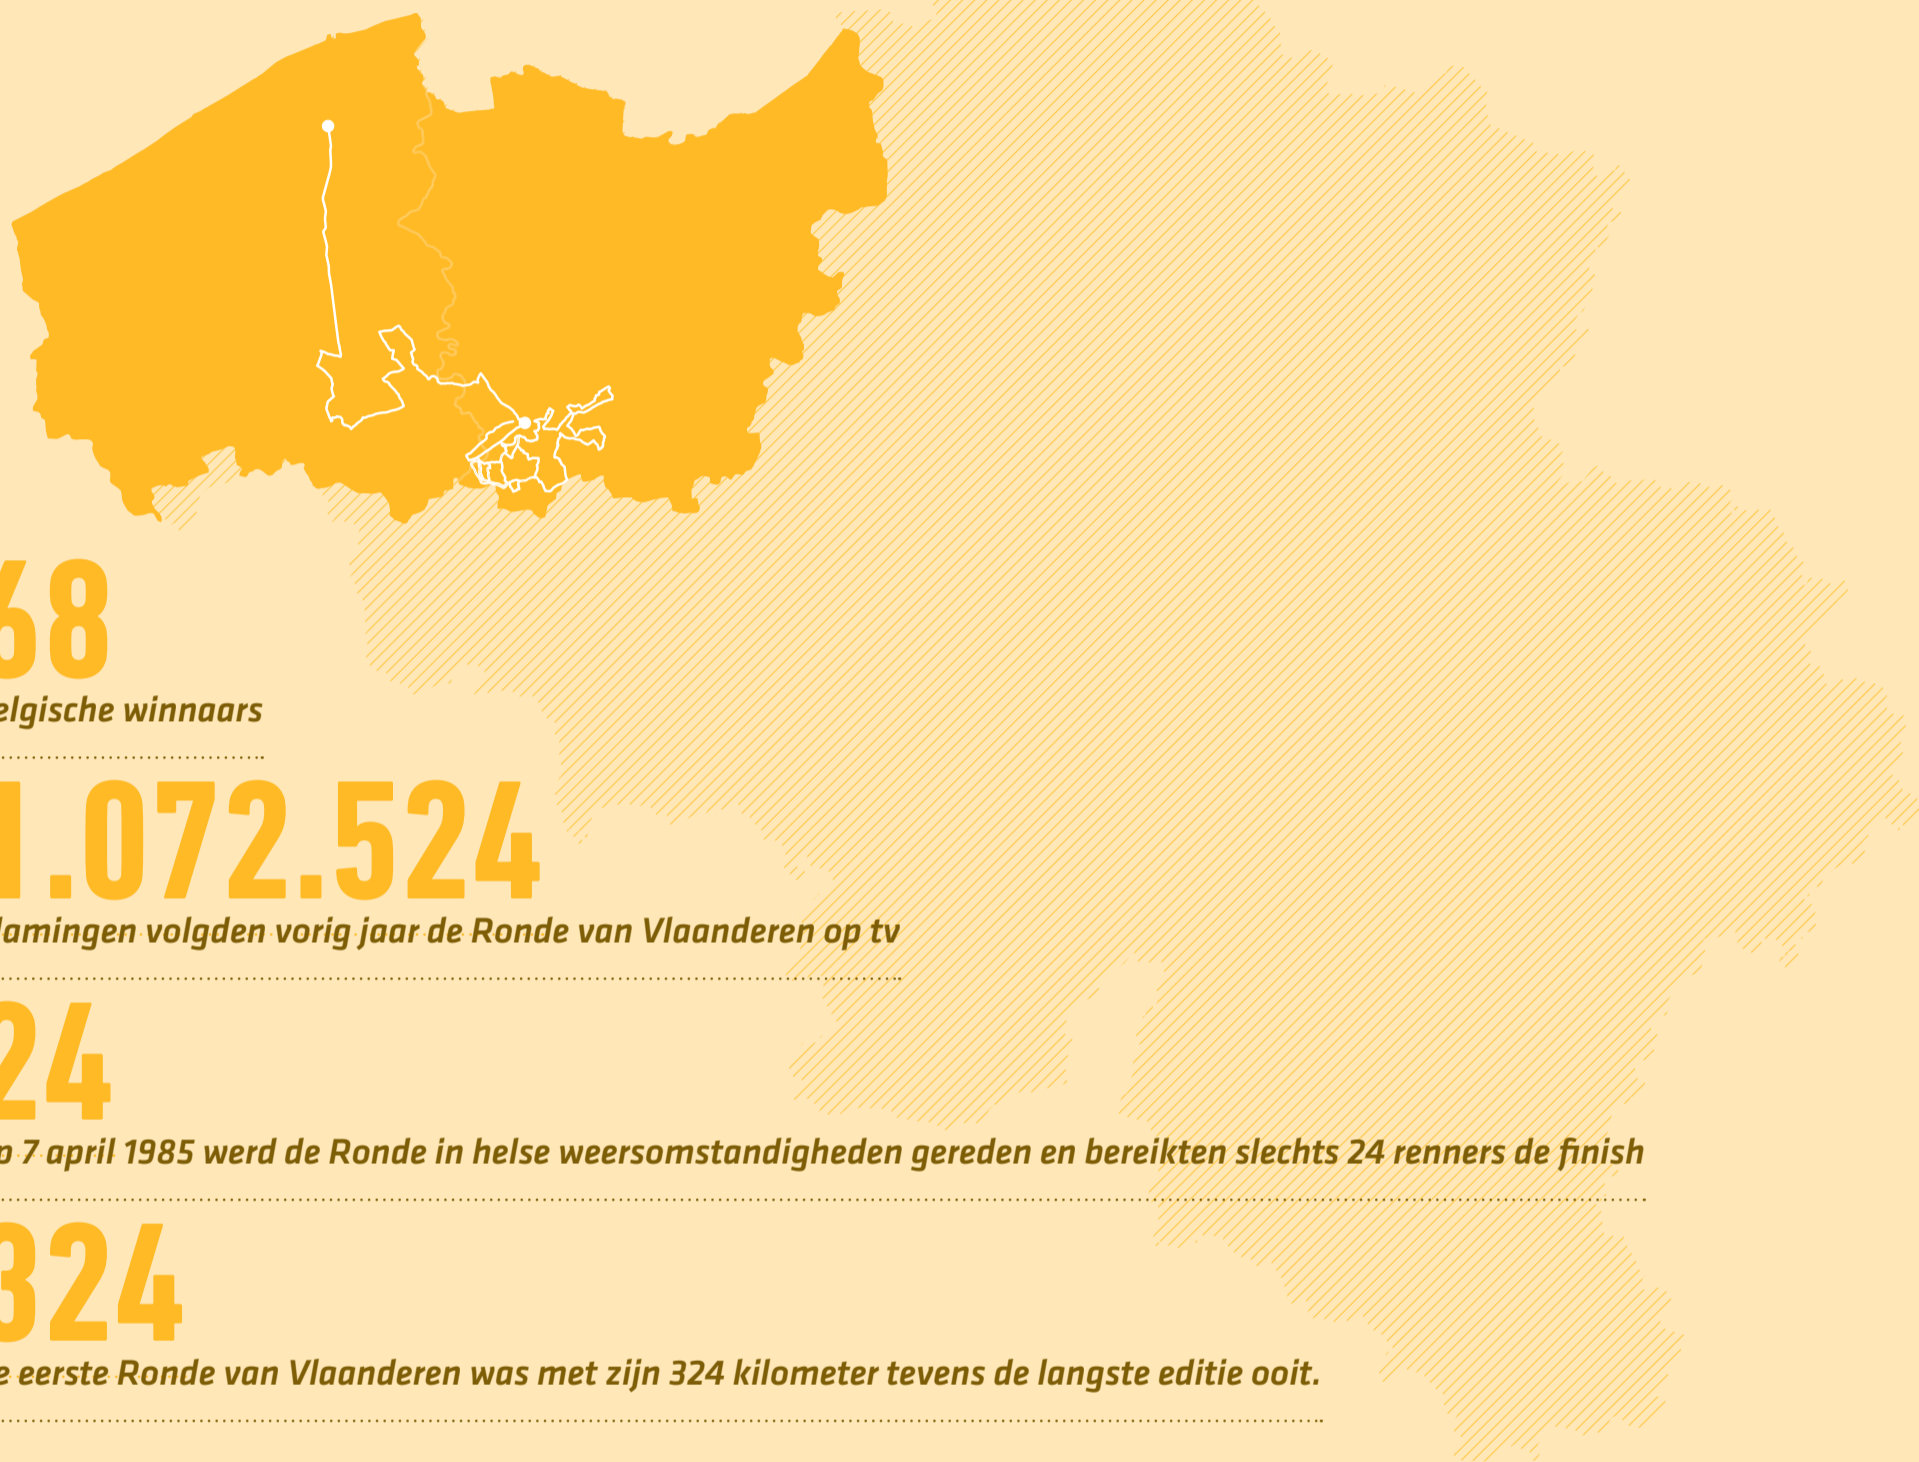 68
elgische winnaars
1.072.524
lamingen volgden vorig jaar de Ronde van Vlaanderen op tv
24
p 7 april 1985 werd de Ronde in helse weersomstandigheden gereden en bereikten slechts 24 renners de finish
324
e eerste Ronde van Vlaanderen was met zijn 324 kilometer tevens de langste editie ooit.